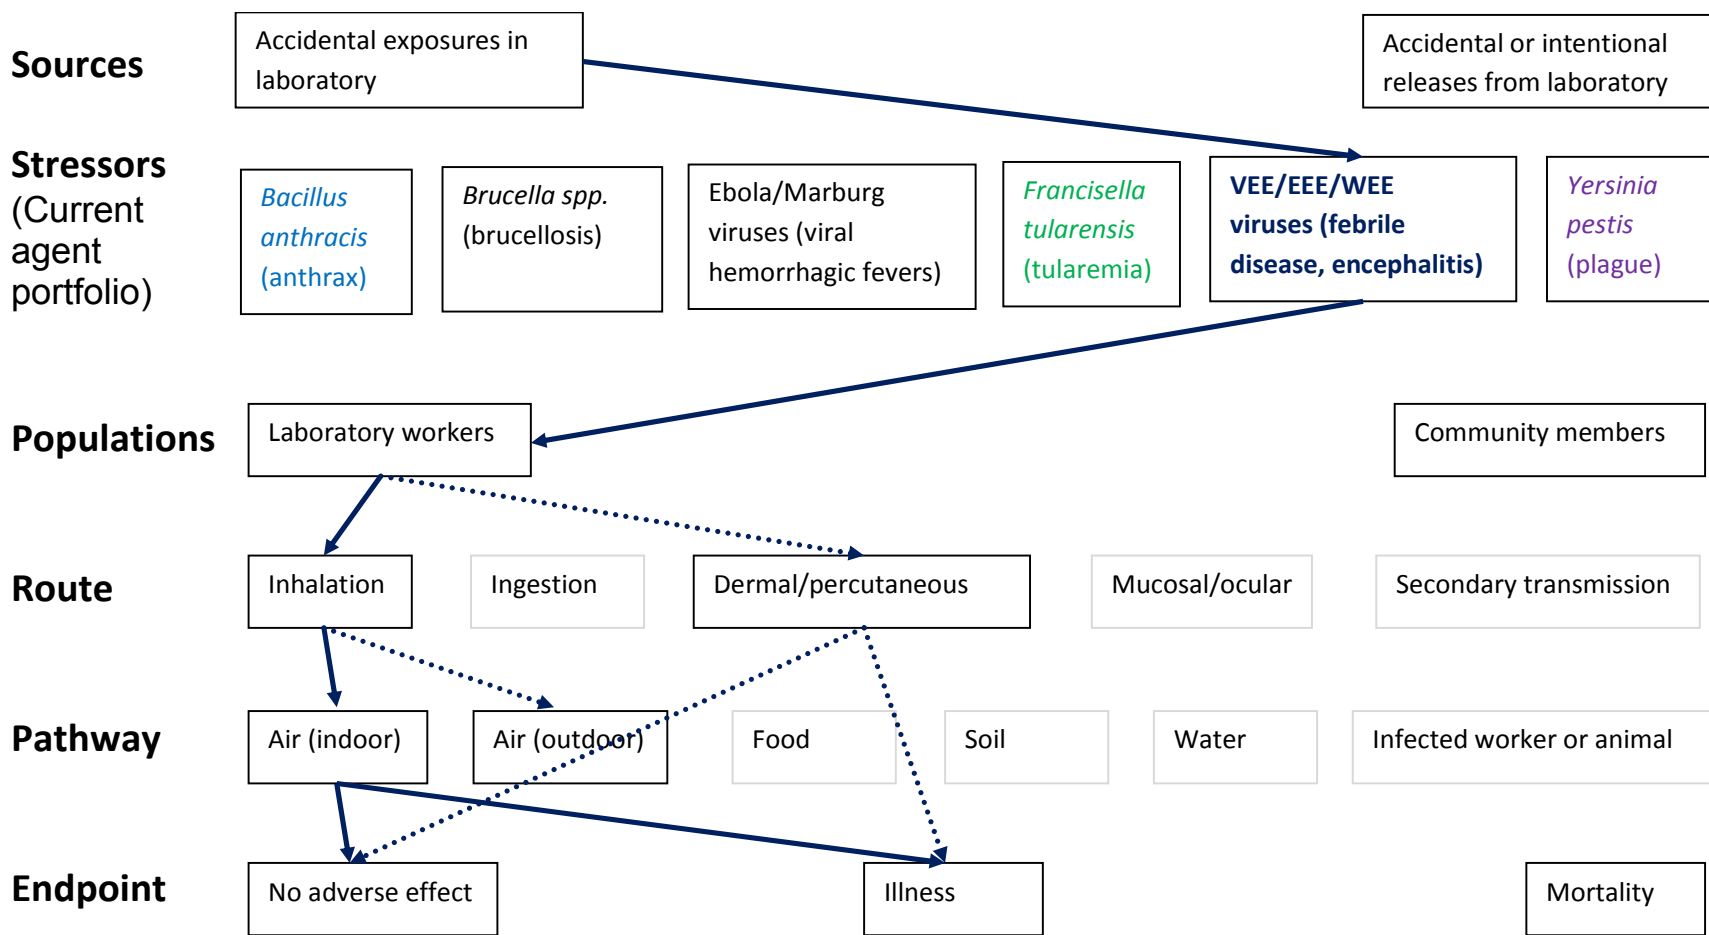 Sources
Accidental exposures in
laboratory
Accidental or intentional
releases from laboratory
Stressors
(Current
agent
portfolio)
Bacillus
anthracis
(anthrax)
Brucella spp.
(brucellosis)
Ebola/Marburg
viruses (viral
hemorrhagic fevers)
Francisella
tularensis
(tularemia)
VEE/EEE/WEE
viruses (febrile
disease, encephalitis)
Yersinia
pestis
(plague)
Populations
Laboratory workers
Community members
Route
Inhalation
Ingestion
Dermal/percutaneous
Mucosal/ocular
Secondary transmission
Pathway
Air (indoor)
Air (outdoor)
Food
Soil
Water
Infected worker or animal
Endpoint
No adverse effect
Illness
Mortality